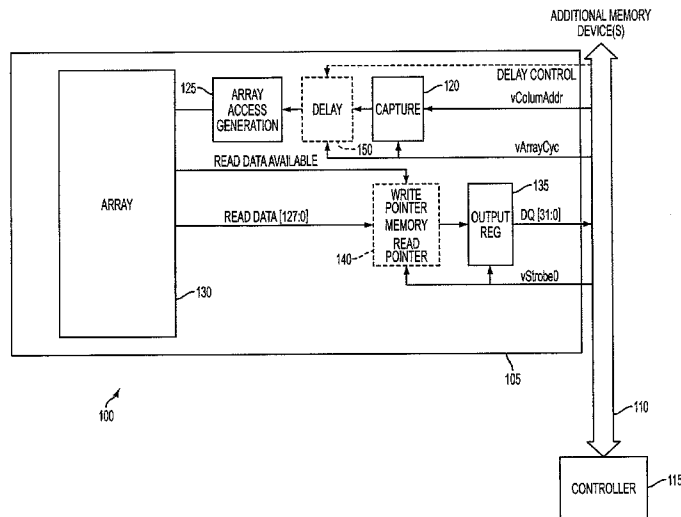 ADDITIONAL MEMORY
DEVICE(S)
DELAY CONTROL
125
ARRAY
ACCESS
GENERATION
DELAY
150
120
CAPTURE
vColumAddr
vArrayCyc
READ DATA AVAILABLE
ARRAY
130
READ DATA [127:0]
WRITE
POINTER
MEMORY
READ
POINTER
140
135
OUTPUT
REG
DQ [31:0]
vStrobe0
105
100
110
CONTROLLER
115